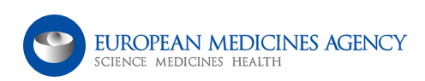 EUROPEAN MEDICINES AGENCY
SCIENCE MEDICINES HEALTH